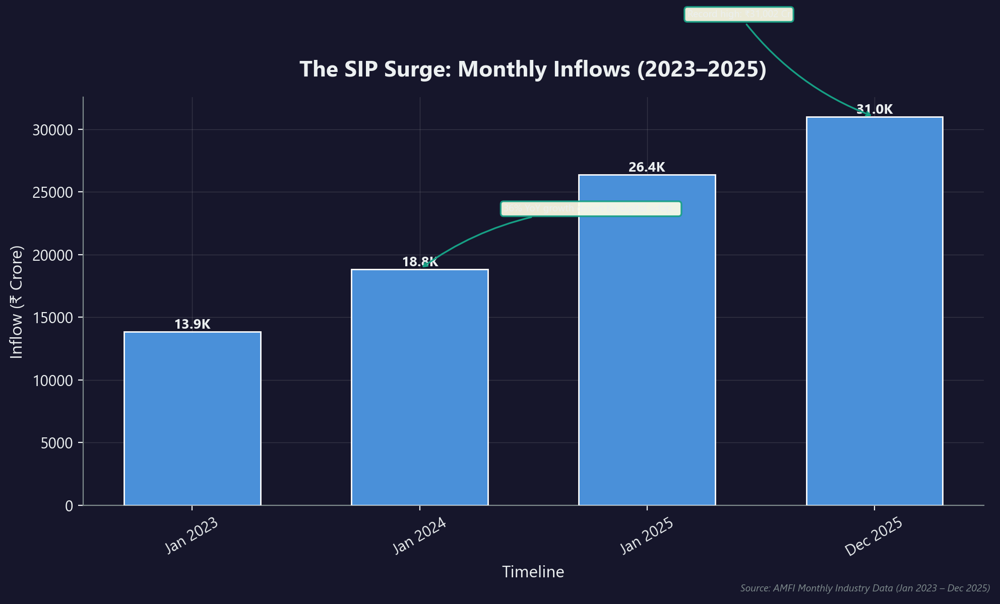 Record high: ₹31,002 Cr
The SIP Surge: Monthly Inflows (2023–2025)
31.0K
30000
26.4K
25000
36% YoY growth
20000
18.8K
15000
13.9K
10000
5000
0
Inflow (₹ Crore)
Jan 2023
Jan 2024
Jan 2025
Dec 2025
Timeline
Source: AMFI Monthly Industry Data (Jan 2023 – Dec 2025)